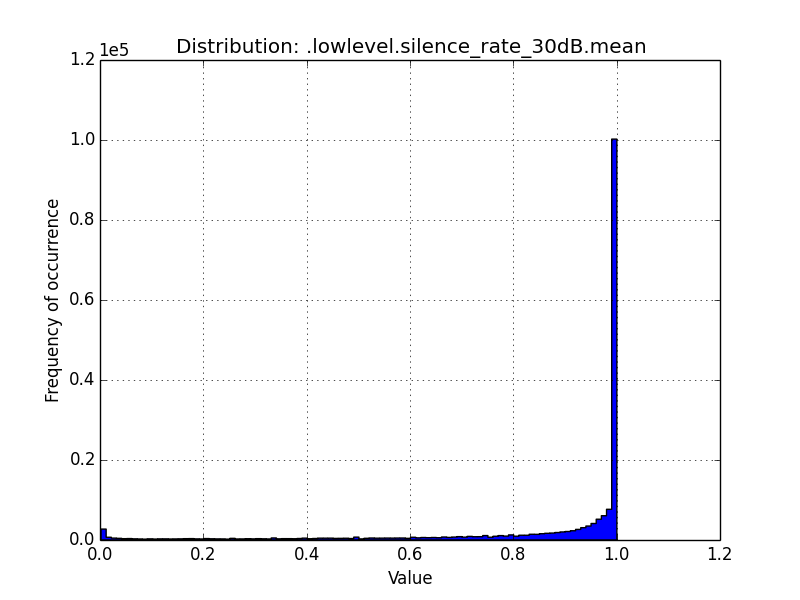 Distribution: .lowlevel.silence_rate_30dB.mean
1e5
1.2
1.0
0.8
0.6
0.4
0.2
0.0
Frequency of occurrence
0.0 0.2 0.4 0.6 0.8 1.0 1.2
Value